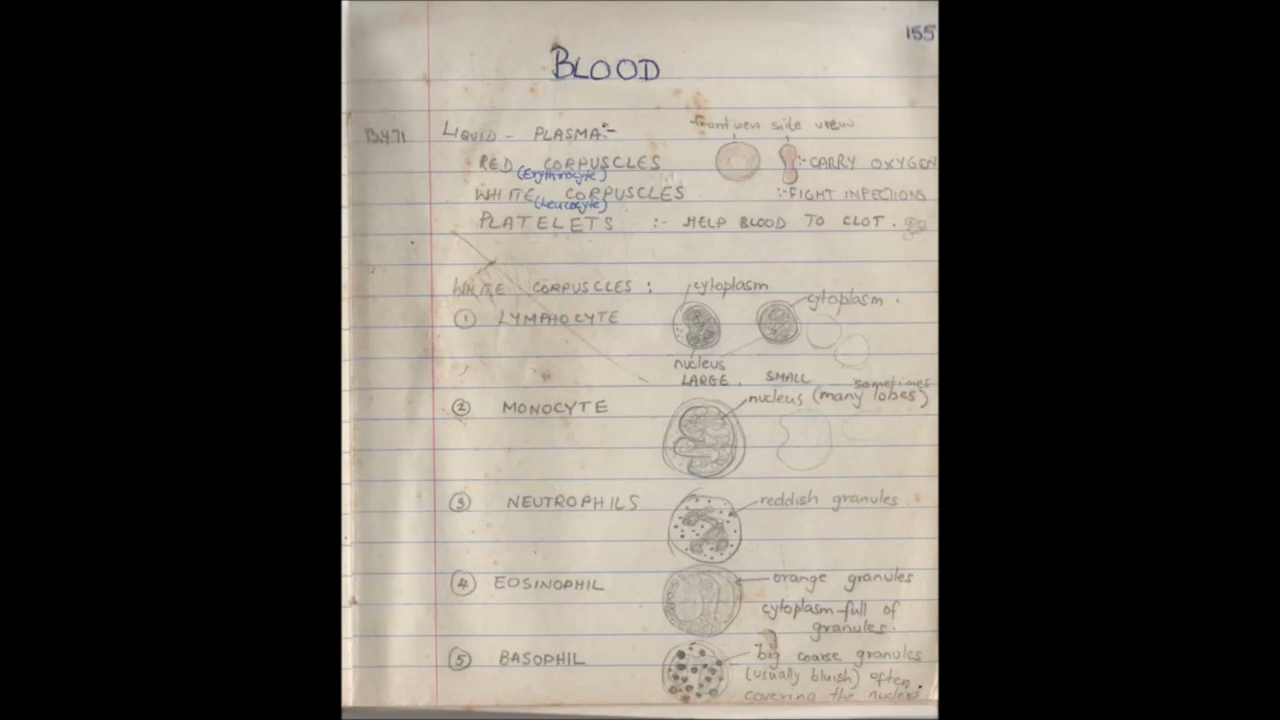 155
BLOOD
13.4.71 LIQUID - PLASMA:-
front view side view
RED CORPUSCLES :- CARRY OXYGEN
(Erythrocyte)
WHITE CORPUSCLES :- FIGHT INFECTIONS
(Leucocyte)
PLATELETS :- HELP BLOOD TO CLOT.
WHITE CORPUSCLES : cytoplasm
cytoplasm.
① LYMPHOCYTE
nucleus
LARGE. SMALL
sometimes
② MONOCYTE nucleus (many lobes)
③ NEUTROPHILS reddish granules
④ EOSINOPHIL orange granules
cytoplasm-full of
granules.
⑤ BASOPHIL big coarse granules
(usually bluish) often
covering the nucleus